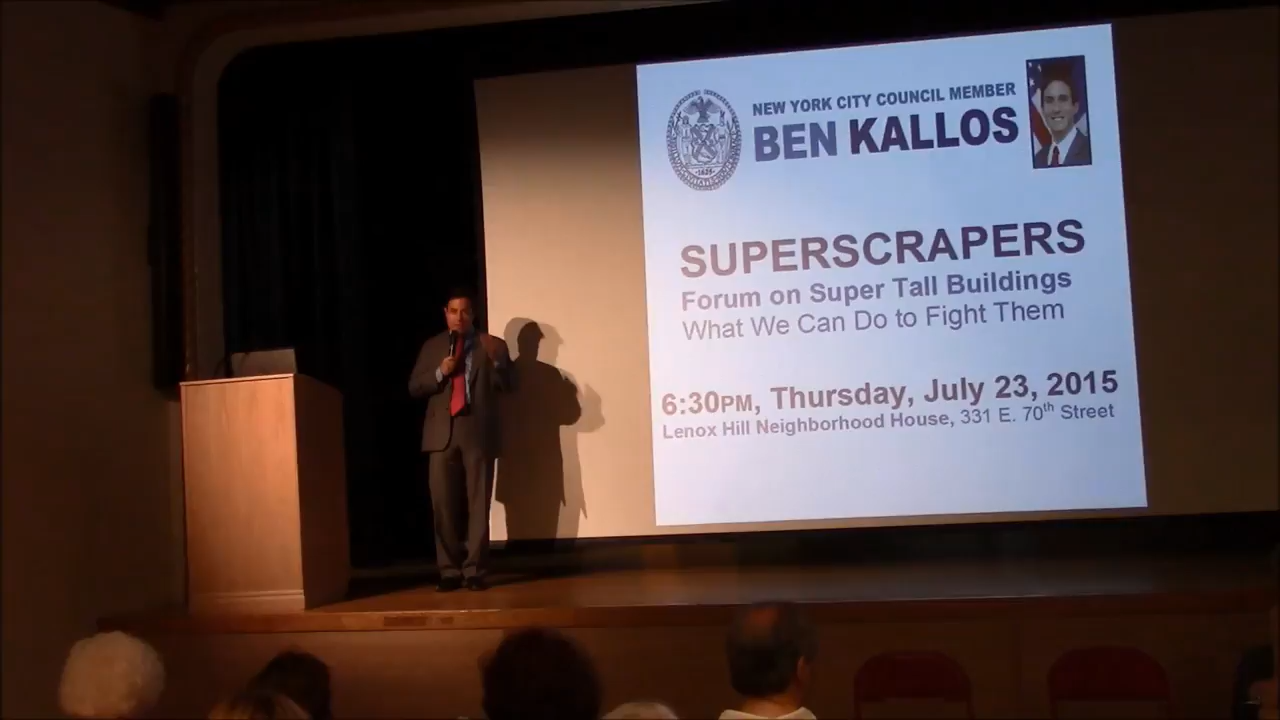 NEW YORK CITY COUNCIL MEMBER
BEN KALLOS
SUPERSCRAPERS
Forum on Super Tall Buildings
What We Can Do to Fight Them
6:30PM, Thursday, July 23, 2015
Lenox Hill Neighborhood House, 331 E. 70th Street